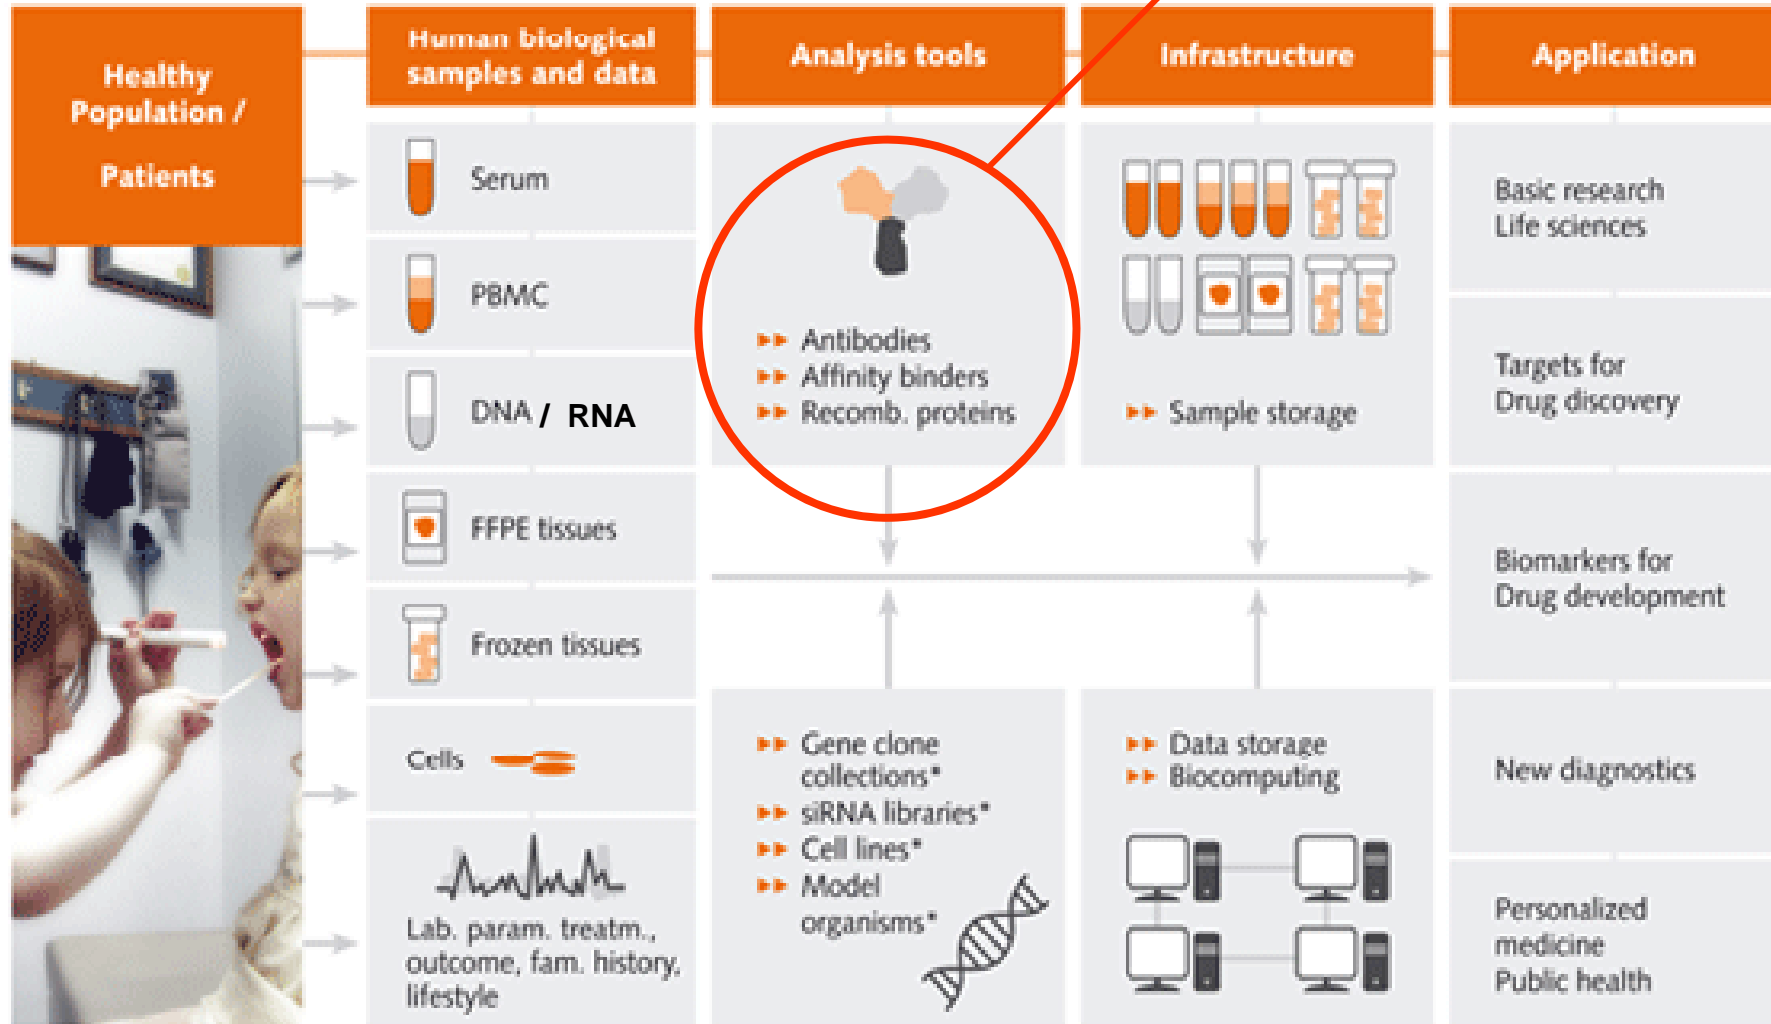 Healthy
Population /
Patients
Human biological
samples and data
Analysis tools
Infrastructure
Application
Serum
PBMC
DNA / RNA
FFPE tissues
Frozen tissues
Cells
Lab. param. treatm.,
outcome, fam. history,
lifestyle
Antibodies
Affinity binders
Recomb. proteins
Gene clone
collections*
siRNA libraries*
Cell lines*
Model
organisms*
Sample storage
Data storage
Biocomputing
Basic research
Life sciences
Targets for
Drug discovery
Biomarkers for
Drug development
New diagnostics
Personalized
medicine
Public health